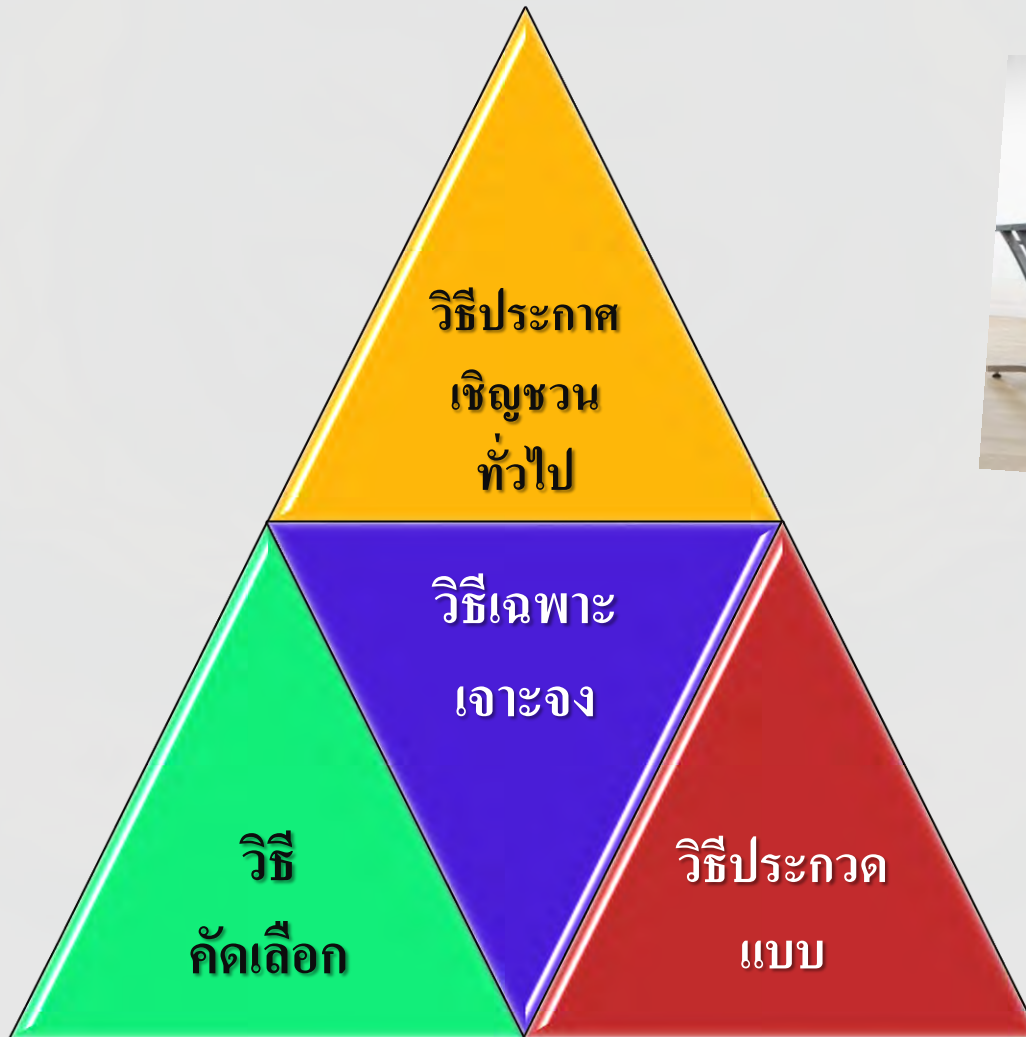 วิธีประกาศ
เชิญชวน
ทั่วไป
วิธีเฉพาะ
เจาะจง
วิธี
คัดเลือก
วิธีประกวด
แบบ